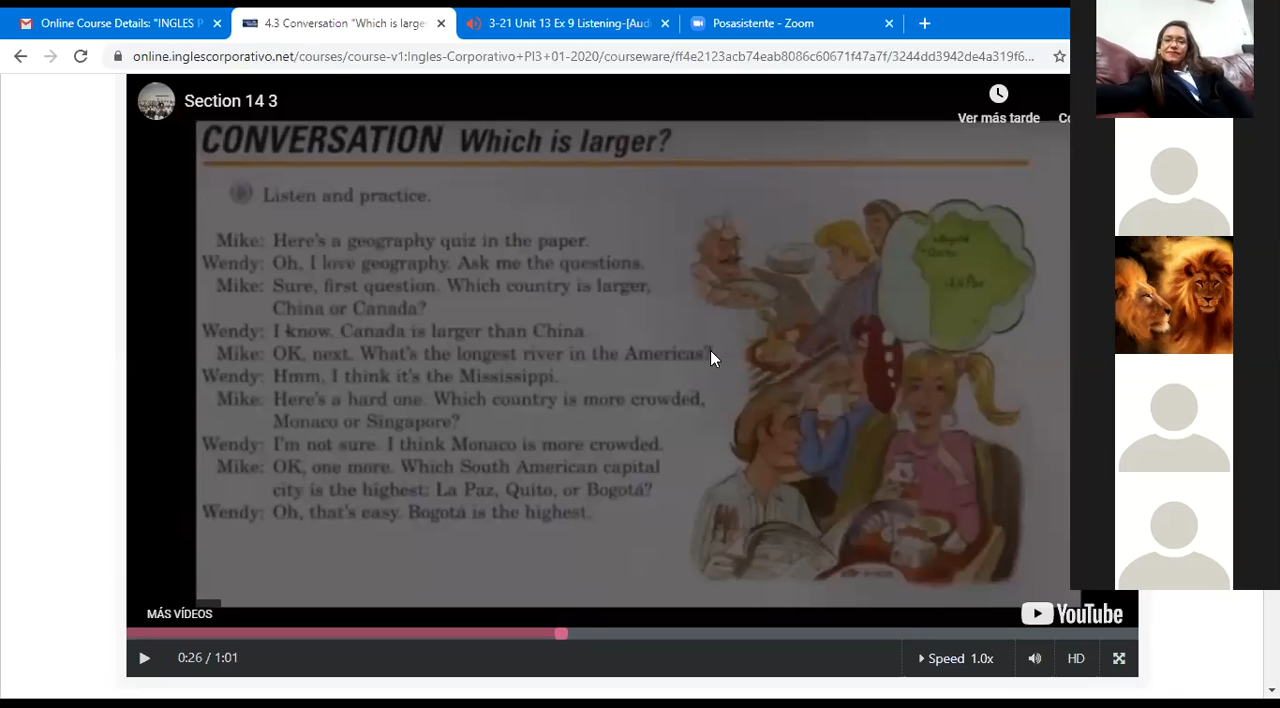 Online Course Details: "INGLES P
4.3 Conversation "Which is large
3-21 Unit 13 Ex 9 Listening-[Aud
Posasistente - Zoom
online.inglescorporativo.net/courses/course-v1:Ingles-Corporativo+PI3+01-2020/courseware/ff4e2123af274eab8086c60671f47a7f/3244dd3942de4a319f6...
Section 14 3
Ver más tarde
CONVERSATION Which is larger?
Listen and practice.
Mike: Here's a geography quiz in the paper.
Wendy: Oh, I love geography. Ask me the questions.
Mike: Sure, first question. Which country is larger,
China or Canada?
Wendy: I know. Canada is larger than China.
Mike: OK, next. What's the longest river in the Americas?
Wendy: Hmm, I think it's the Mississippi.
Mike: Here's a hard one. Which country is more crowded,
Monaco or Singapore?
Wendy: I'm not sure. I think Monaco is more crowded.
Mike: OK, one more. Which South American capital
city is the highest: La Paz, Quito, or Bogotá?
Wendy: Oh, that's easy. Bogotá is the highest.
MÁS VÍDEOS
YouTube
0:26 / 1:01
Speed 1.0x
HD